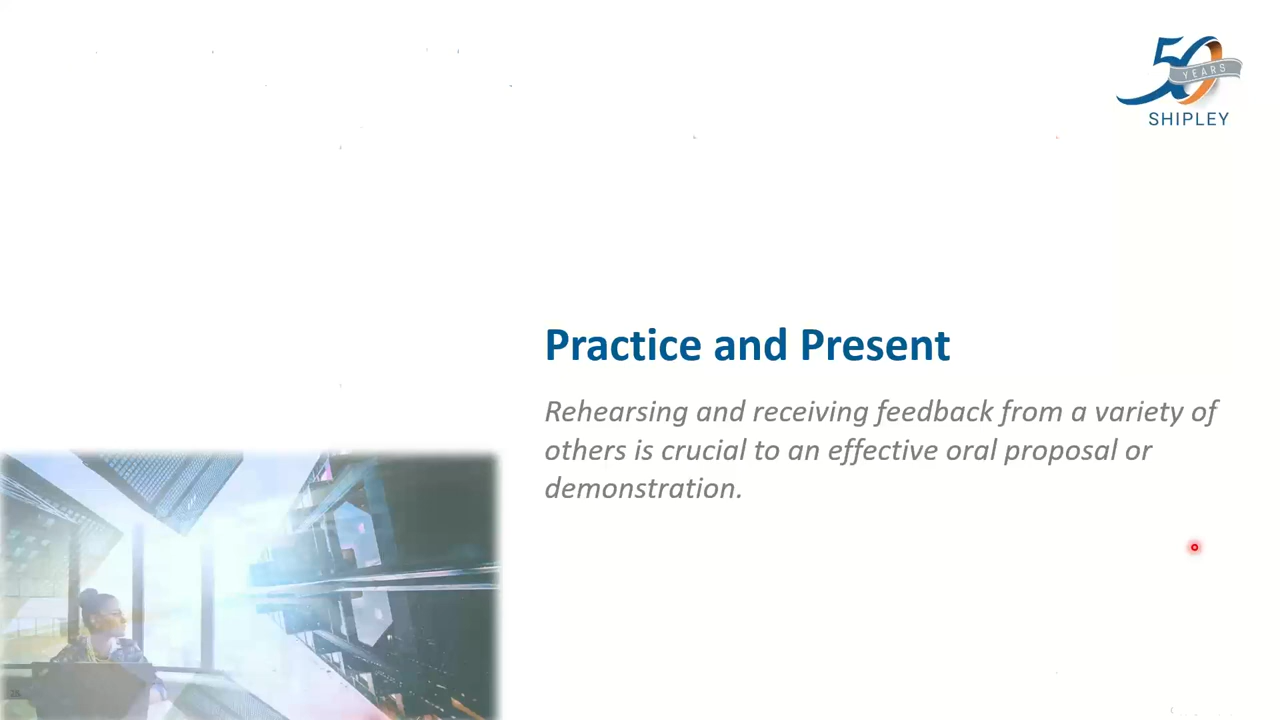 50
YEARS
SHIPLEY
Practice and Present
Rehearsing and receiving feedback from a variety of
others is crucial to an effective oral proposal or
demonstration.